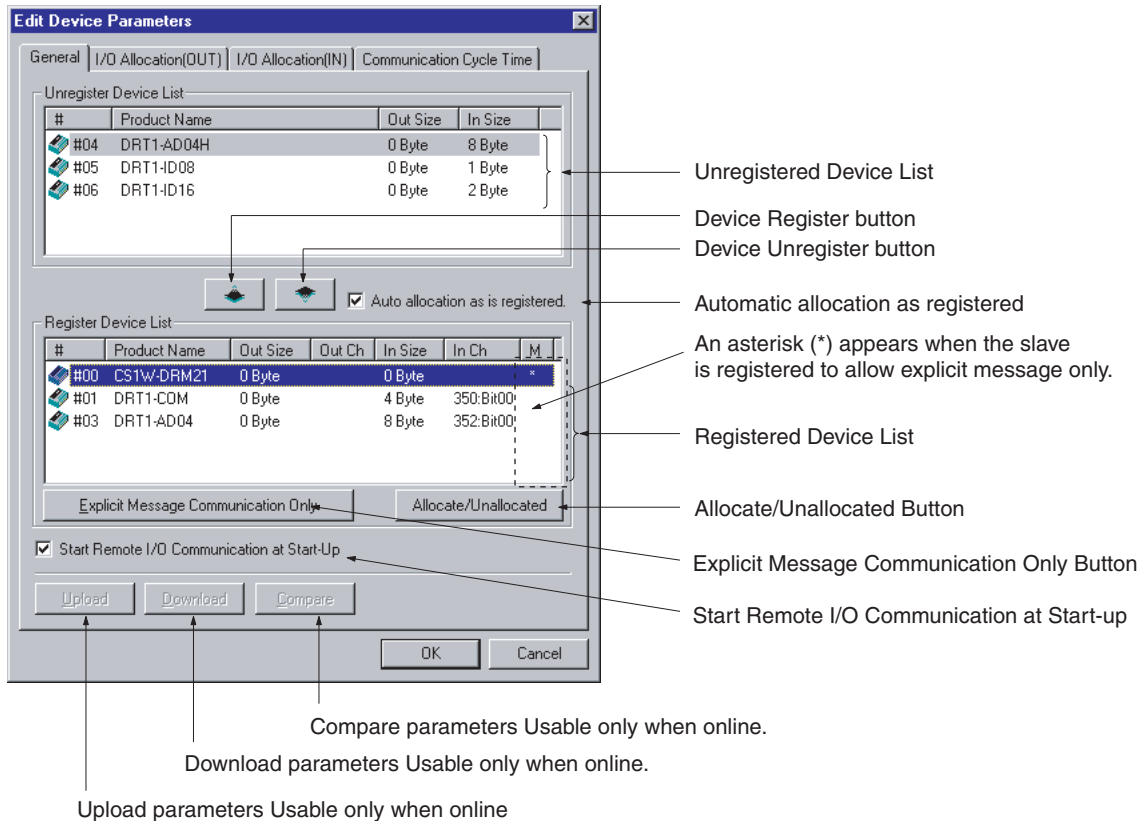 Edit Device Parameters
General I/O Allocation(OUT) I/O Allocation(IN) Communication Cycle Time
Unregister Device List
# Product Name Out Size In Size
#04 DRT1-AD04H 0 Byte 8 Byte
#05 DRT1-ID08 0 Byte 1 Byte
#06 DRT1-ID16 0 Byte 2 Byte
Unregistered Device List
Device Register button
Device Unregister button
Auto allocation as is registered.
Automatic allocation as registered
Register Device List
# Product Name Out Size Out Ch In Size In Ch M
#00 CS1W-DRM21 0 Byte 0 Byte *
#01 DRT1-COM 0 Byte 4 Byte 350:Bit00
#03 DRT1-AD04 0 Byte 8 Byte 352:Bit00
An asterisk (*) appears when the slave
is registered to allow explicit message only.
Registered Device List
Explicit Message Communication Only
Allocate/Unallocated
Allocate/Unallocated Button
Explicit Message Communication Only Button
Start Remote I/O Communication at Start-Up
Start Remote I/O Communication at Start-up
Upload Download Compare
OK Cancel
Compare parameters Usable only when online.
Download parameters Usable only when online.
Upload parameters Usable only when online